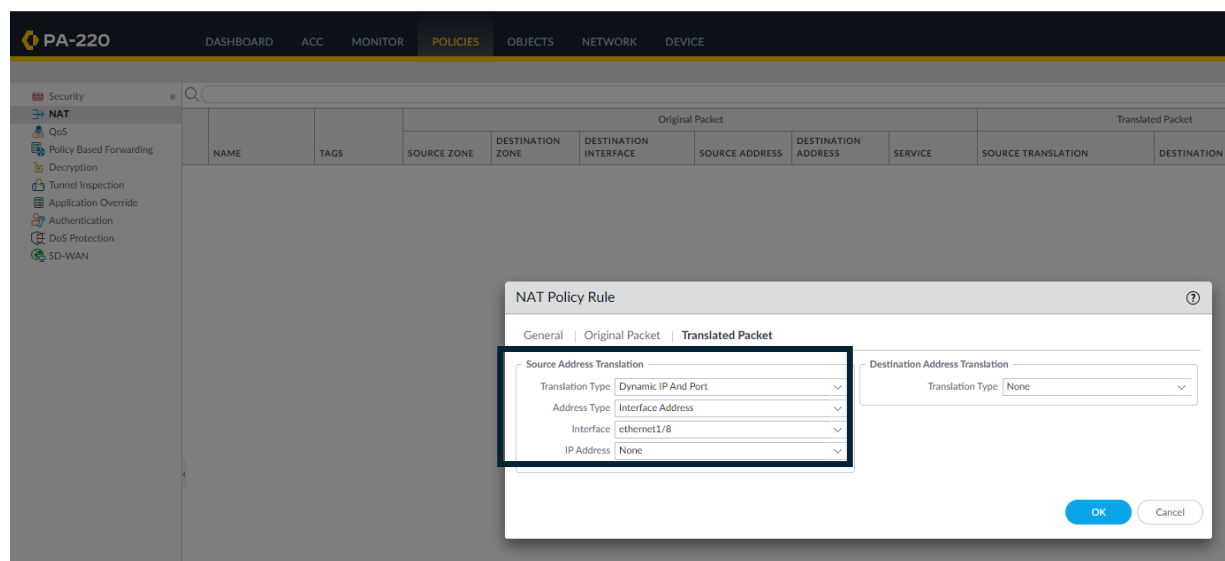 PA-220 DASHBOARD ACC MONITOR POLICIES OBJECTS NETWORK DEVICE
Security
NAT
QoS
Policy Based Forwarding
Decryption
Tunnel Inspection
Application Override
Authentication
DoS Protection
SD-WAN
Original Packet Translated Packet
NAME TAGS SOURCE ZONE DESTINATION ZONE DESTINATION INTERFACE SOURCE ADDRESS DESTINATION ADDRESS SERVICE SOURCE TRANSLATION DESTINATION
NAT Policy Rule ?
General Original Packet Translated Packet
Source Address Translation
Translation Type Dynamic IP And Port
Address Type Interface Address
Interface ethernet1/8
IP Address None
Destination Address Translation
Translation Type None
OK Cancel